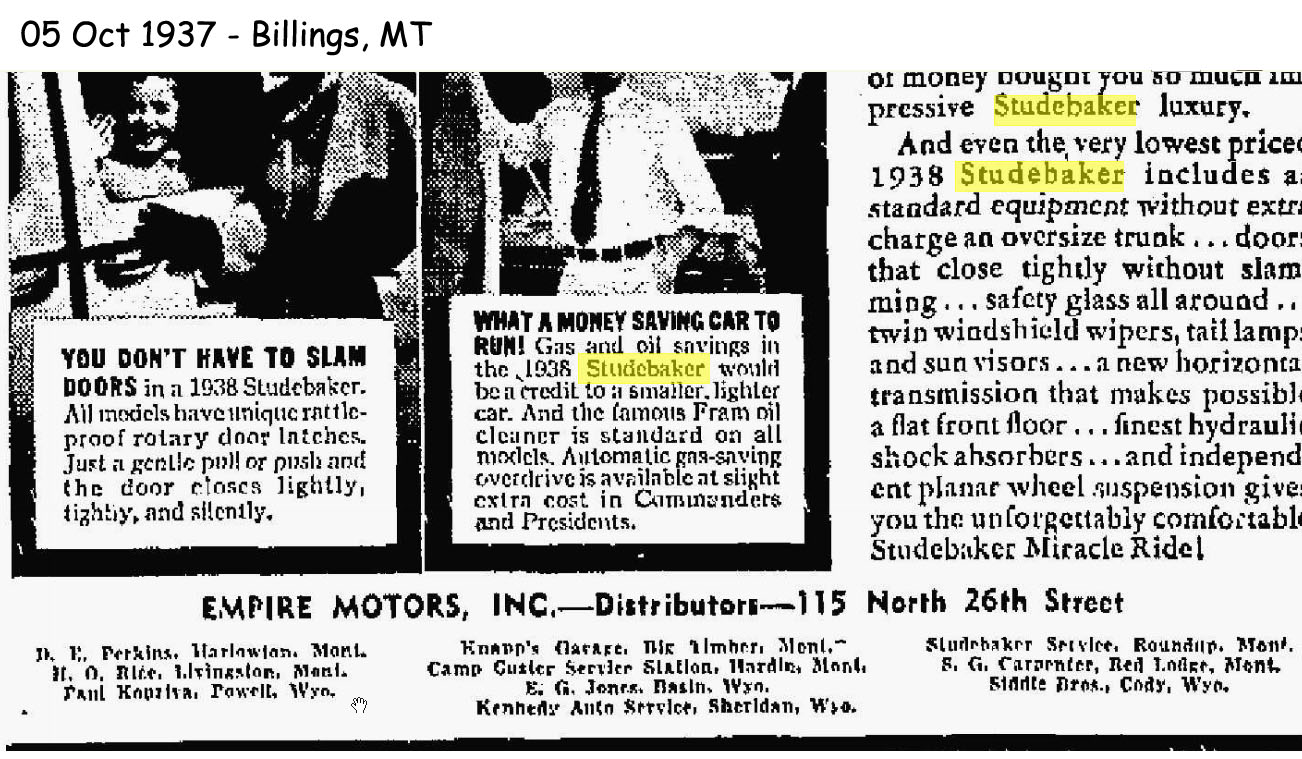 05 Oct 1937 - Billings, MT
YOU DON'T HAVE TO SLAM
DOORS in a 1938 Studebaker.
All models have unique rattle-
proof rotary door latches.
Just a gentle pull or push and
the door closes lightly,
tightly, and silently.
WHAT A MONEY SAVING CAR TO
RUN! Gas and oil savings in
the 1938 Studebaker would
be a credit to a smaller, lighter
car. And the famous Fram oil
cleaner is standard on all
models. Automatic gas-saving
overdrive is available at slight
extra cost in Commanders
and Presidents.
of money bought you so much im
pressive Studebaker luxury.
And even the very lowest priced
1938 Studebaker includes a
standard equipment without extr
charge an oversize trunk ... doors
that close tightly without slam
ming ... safety glass all around ..
twin windshield wipers, tail lamps
and sun visors ... a new horizonta
transmission that makes possibl
a flat front floor ... finest hydrauli
shock absorbers ... and independ
ent planar wheel suspension gives
you the unforgettably comfortabl
Studebaker Miracle Ride!
EMPIRE MOTORS, INC.—Distributors—115 North 26th Street
D. E. Perkins, Harlowton, Mont.
H. O. Rice, Livingston, Mont.
Paul Kopriva, Powell, Wyo.
Knapp's Garage, Big Timber, Mont.
Camp Custer Service Station, Hardin, Mont.
E. G. Jones, Basin, Wyo.
Kennedy Auto Service, Sheridan, Wyo.
Studebaker Service, Roundup, Mont.
S. G. Carpenter, Red Lodge, Mont.
Siddle Bros., Cody, Wyo.